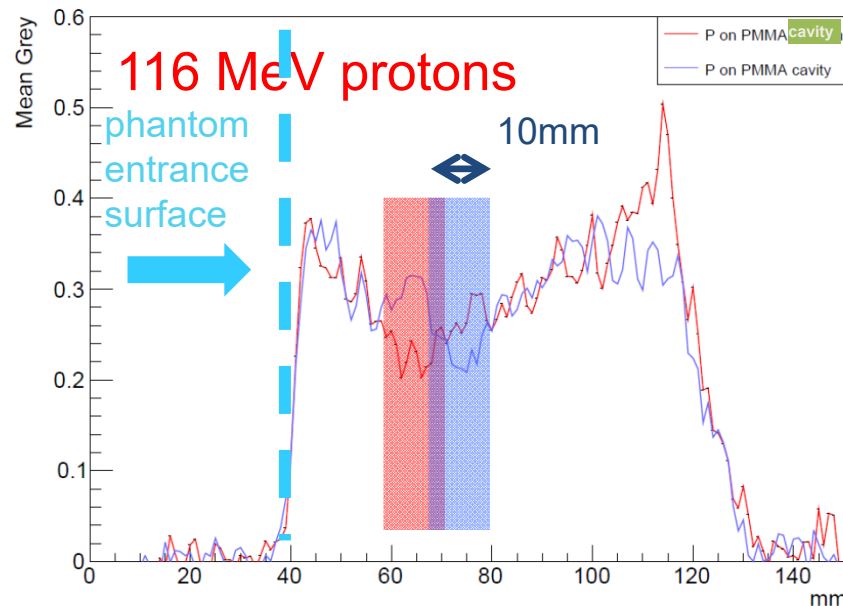 Mean Grey
0.6
0.5
0.4
0.3
0.2
0.1
0
116 MeV protons
phantom
entrance
surface
10mm
P on PMMA cavity
P on PMMA cavity
0 20 40 60 80 100 120 140
mm